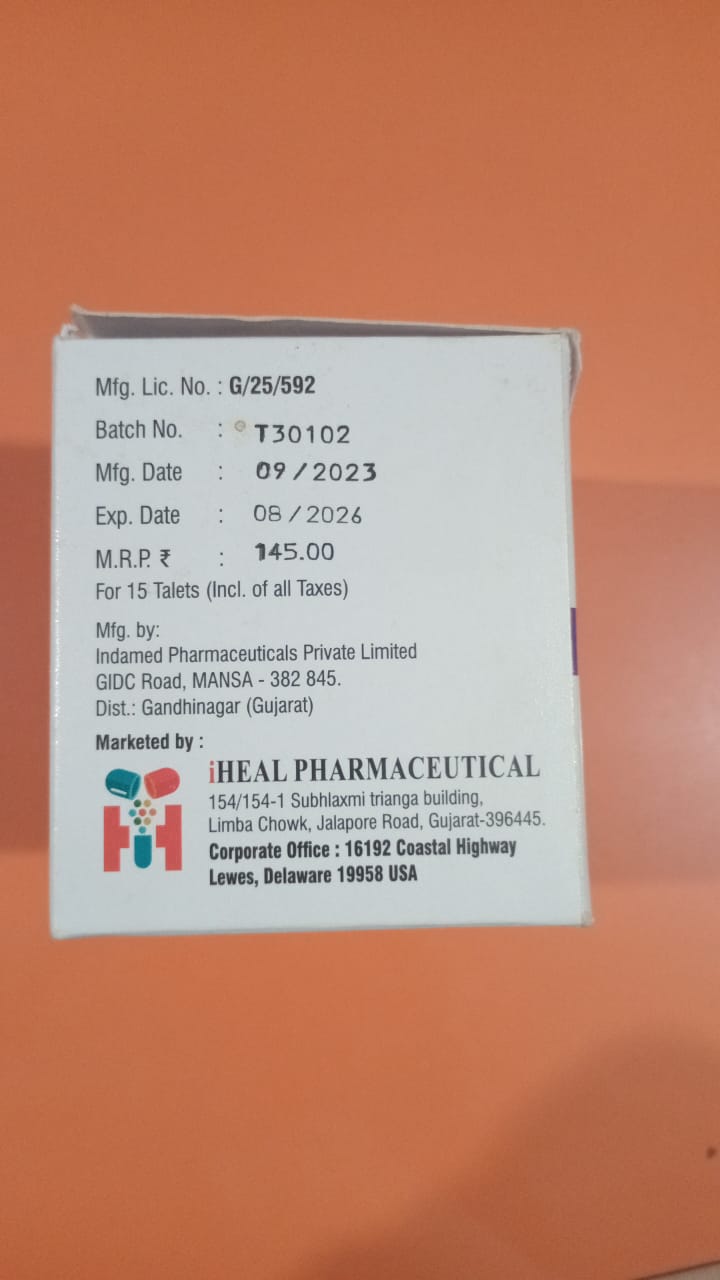 Mfg. Lic. No. : G/25/592
Batch No. : T30102
Mfg. Date : 09/2023
Exp. Date : 08/2026
M.R.P. ₹ : 145.00
For 15 Talets (Incl. of all Taxes)
Mfg. by:
Indamed Pharmaceuticals Private Limited
GIDC Road, MANSA - 382 845.
Dist.: Gandhinagar (Gujarat)
Marketed by :
iHEAL PHARMACEUTICAL
154/154-1 Subhlaxmi trianga building,
Limba Chowk, Jalapore Road, Gujarat-396445.
Corporate Office : 16192 Coastal Highway
Lewes, Delaware 19958 USA